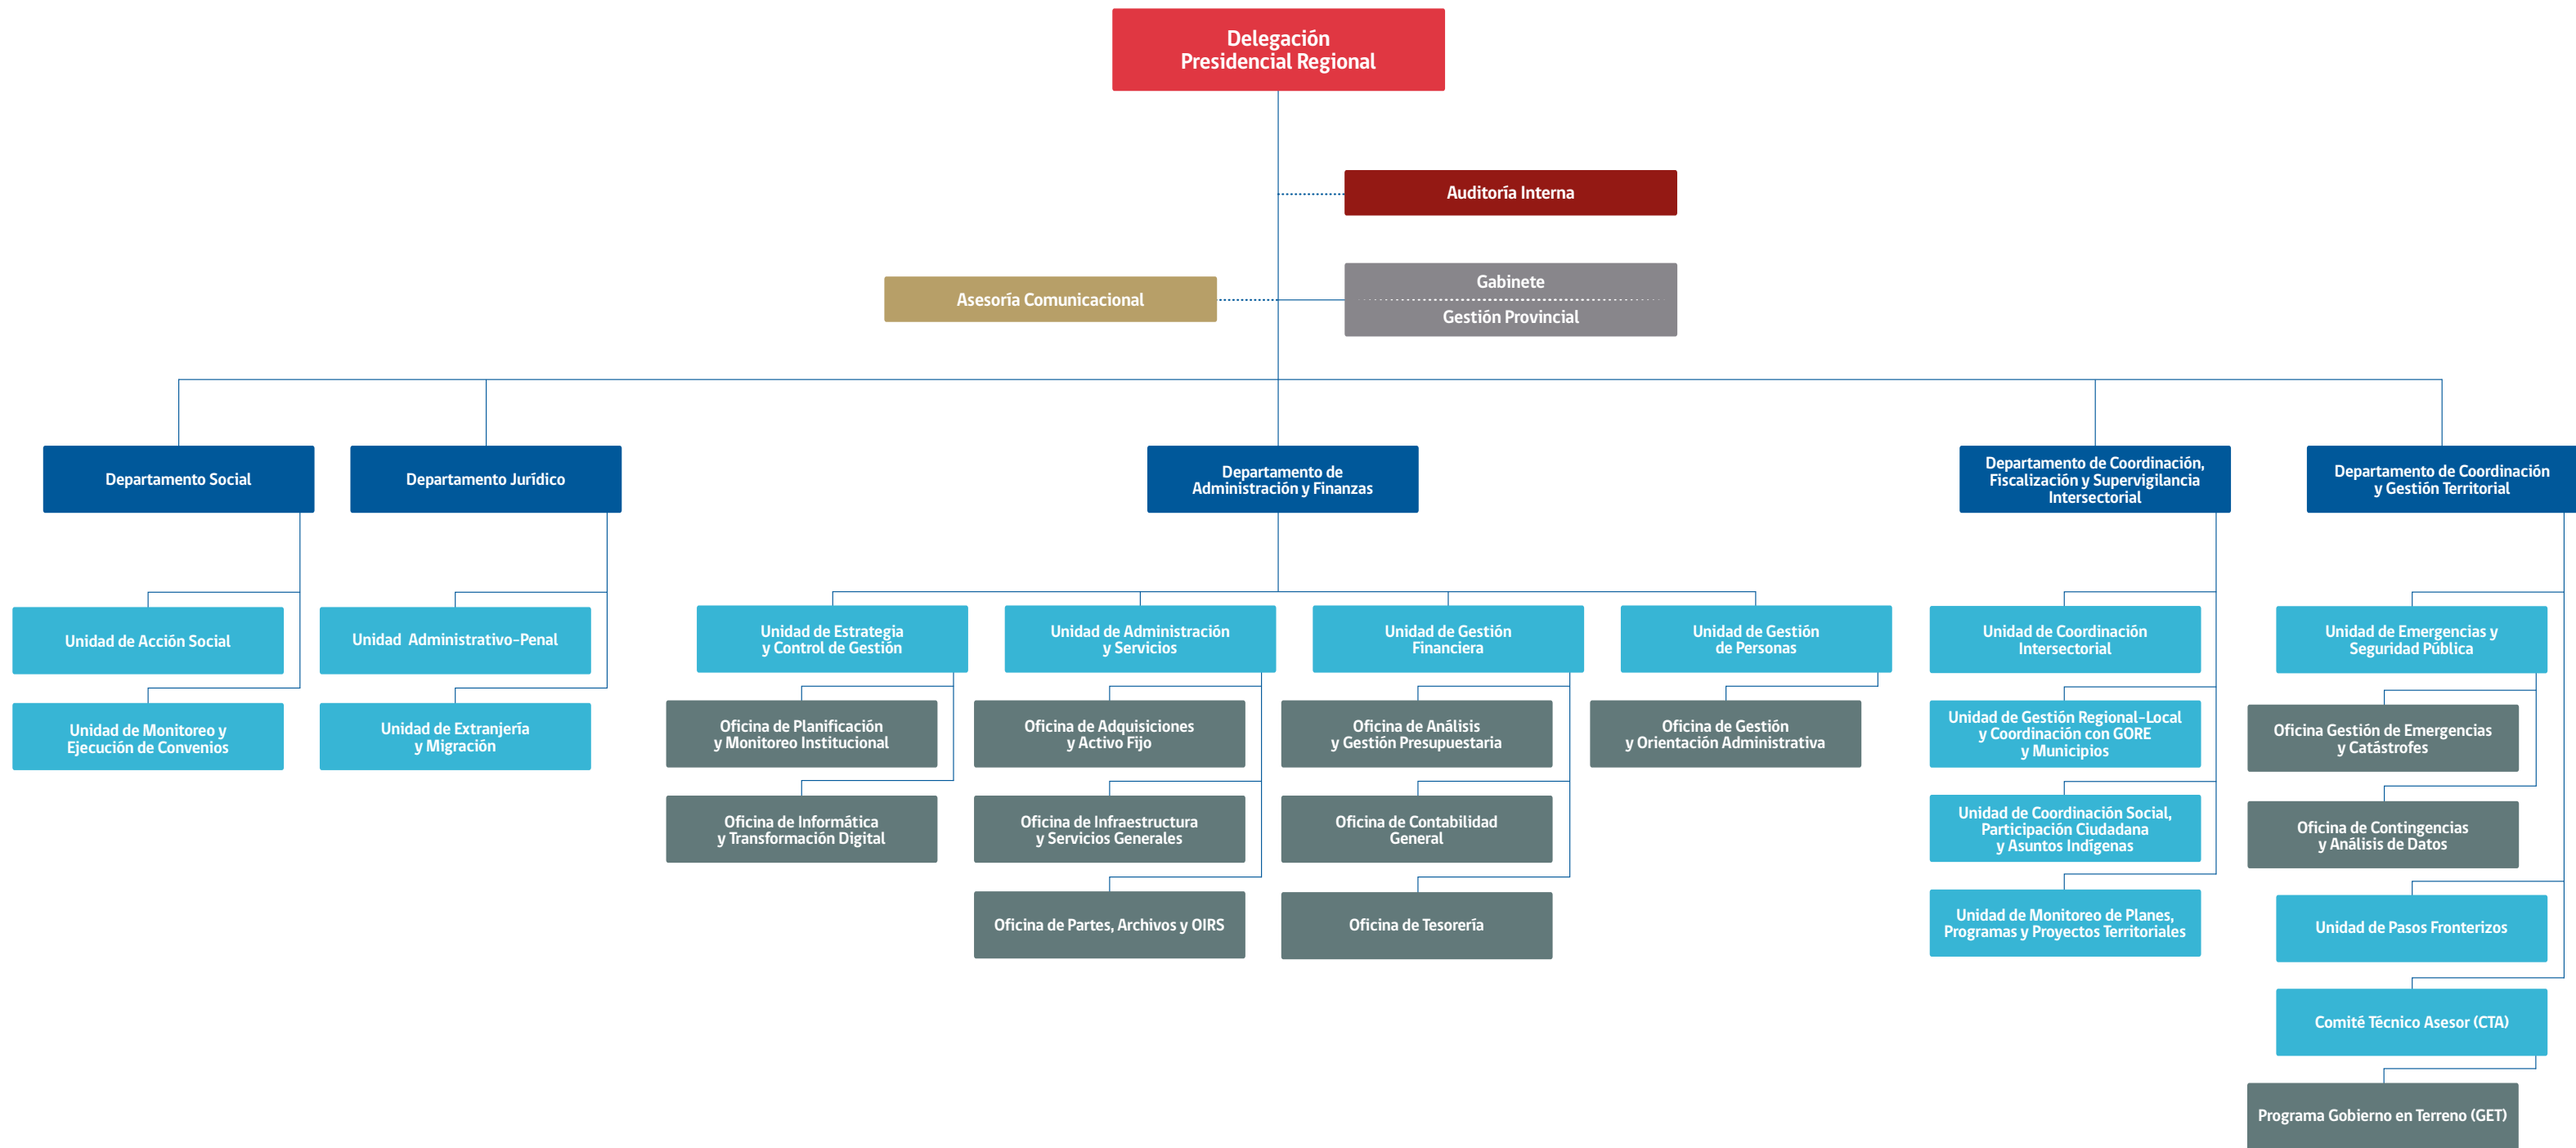 Delegación
Presidencial Regional
Auditoría Interna
Asesoría Comunicacional
Gabinete
Gestión Provincial
Departamento Social
Departamento Jurídico
Departamento de
Administración y Finanzas
Departamento de Coordinación,
Fiscalización y Supervigilancia
Intersectorial
Departamento de Coordinación
y Gestión Territorial
Unidad de Acción Social
Unidad de Monitoreo y
Ejecución de Convenios
Unidad Administrativo-Penal
Unidad de Extranjería
y Migración
Unidad de Estrategia
y Control de Gestión
Oficina de Planificación
y Monitoreo Institucional
Oficina de Informática
y Transformación Digital
Unidad de Administración
y Servicios
Oficina de Adquisiciones
y Activo Fijo
Oficina de Infraestructura
y Servicios Generales
Oficina de Partes, Archivos y OIRS
Unidad de Gestión
Financiera
Oficina de Análisis
y Gestión Presupuestaria
Oficina de Contabilidad
General
Oficina de Tesorería
Unidad de Gestión
de Personas
Oficina de Gestión
y Orientación Administrativa
Unidad de Coordinación
Intersectorial
Unidad de Gestión Regional-Local
y Coordinación con GORE
y Municipios
Unidad de Coordinación Social,
Participación Ciudadana
y Asuntos Indígenas
Unidad de Monitoreo de Planes,
Programas y Proyectos Territoriales
Unidad de Emergencias y
Seguridad Pública
Oficina Gestión de Emergencias
y Catástrofes
Oficina de Contingencias
y Análisis de Datos
Unidad de Pasos Fronterizos
Comité Técnico Asesor (CTA)
Programa Gobierno en Terreno (GET)